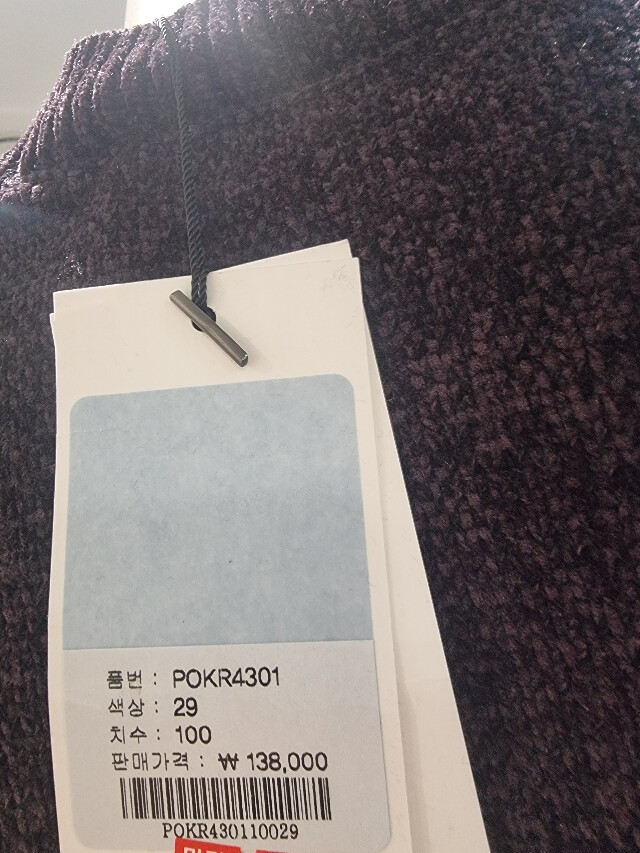 품번 : POKR4301
색상 : 29
치수 : 100
판매가격 : ₩ 138,000
POKR430110029